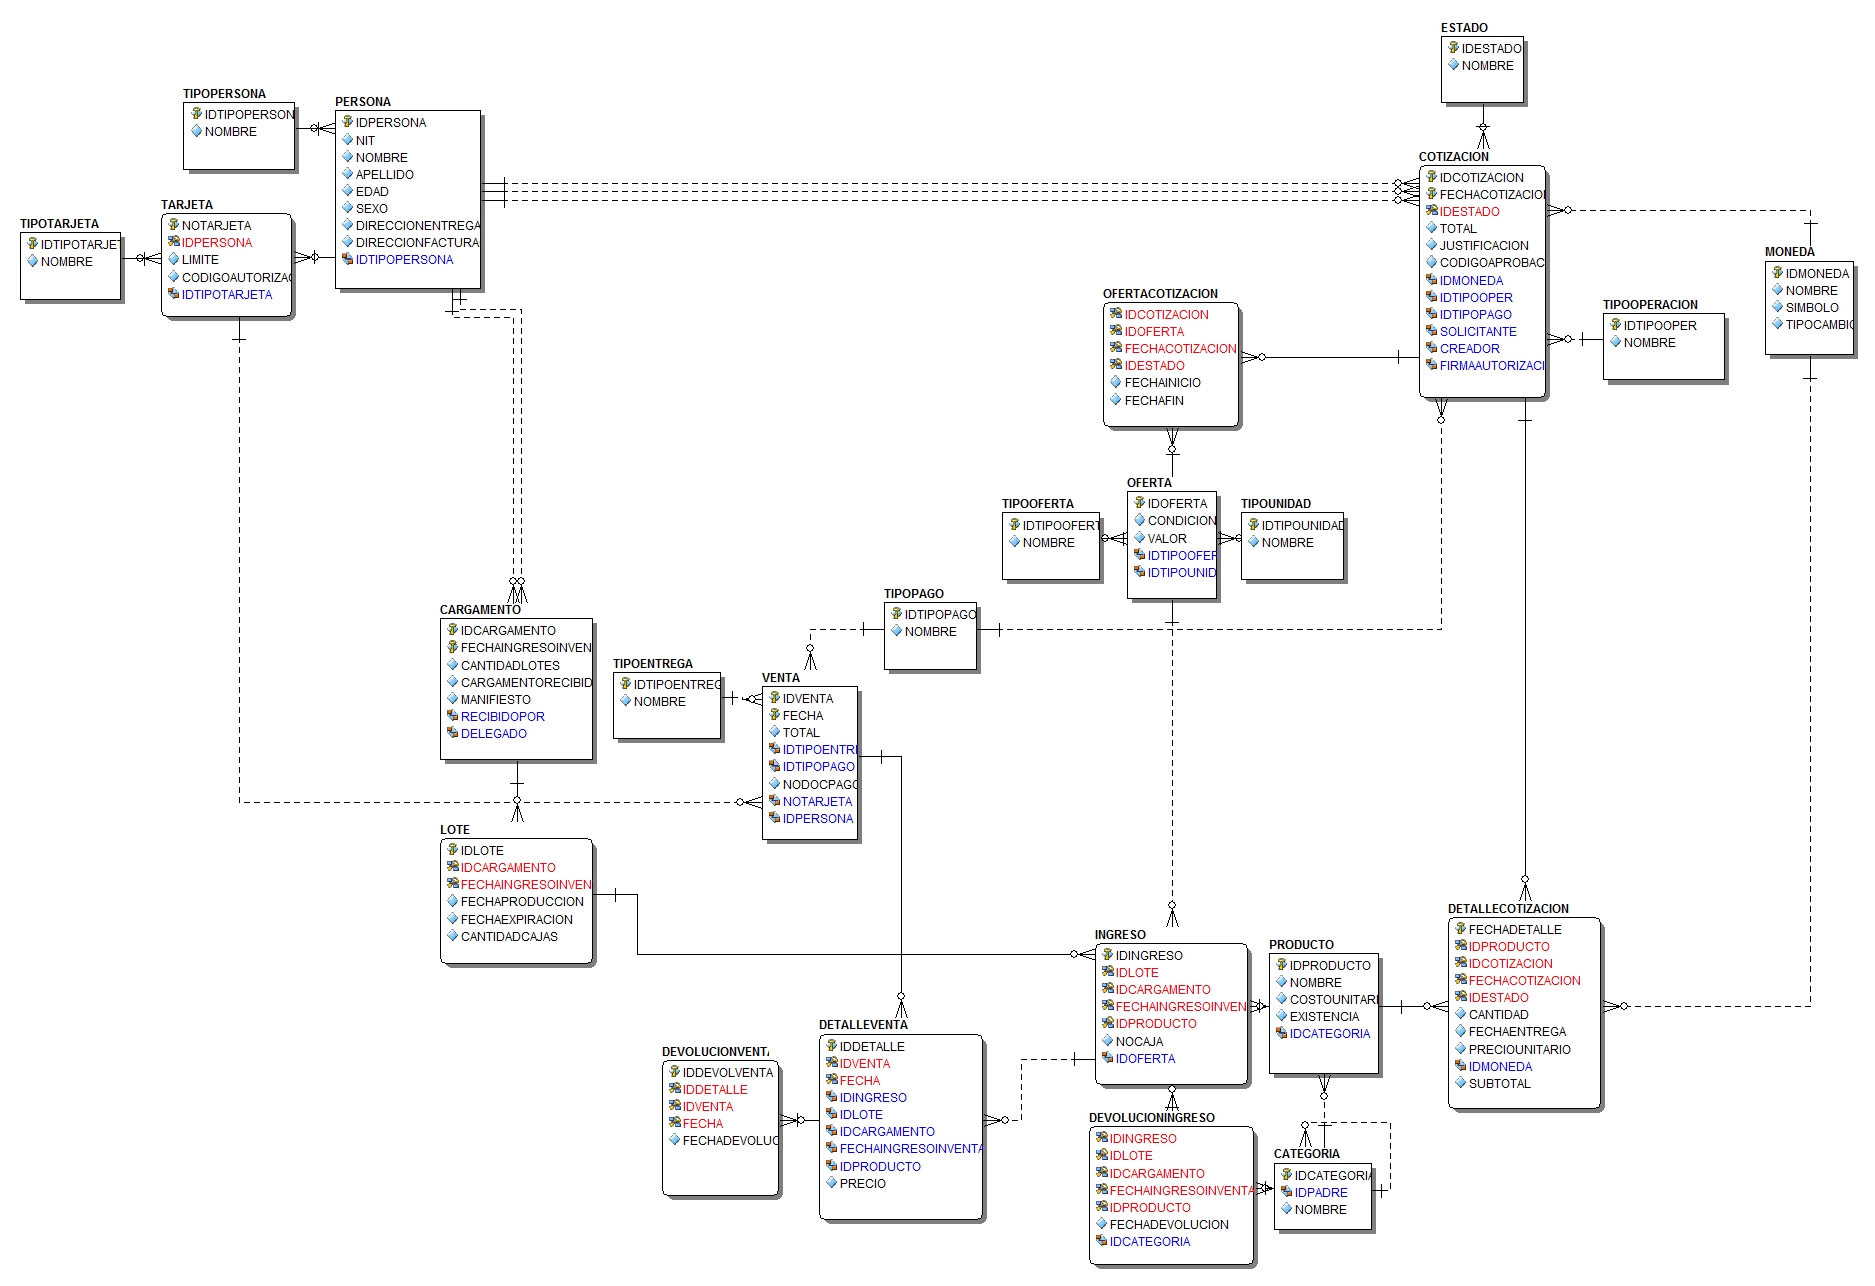 ESTADO
IDESTADO
NOMBRE
TIPOPERSONA
IDTIPOPERSON
NOMBRE
PERSONA
IDPERSONA
NIT
NOMBRE
APELLIDO
EDAD
SEXO
DIRECCIONENTREGA
DIRECCIONFACTURA
IDTIPOPERSONA
COTIZACION
IDCOTIZACION
FECHACOTIZACION
IDESTADO
TOTAL
JUSTIFICACION
CODIGOAPROBAC
IDMONEDA
IDTIPOOPER
IDTIPOPAGO
SOLICITANTE
CREADOR
FIRMAAUTORIZACI
TARJETA
NOTARJETA
IDPERSONA
LIMITE
CODIGOAUTORIZAC
IDTIPOTARJETA
TIPOTARJETA
IDTIPOTARJET
NOMBRE
MONEDA
IDMONEDA
NOMBRE
SIMBOLO
TIPOCAMBIO
OFERTACOTIZACION
IDCOTIZACION
IDOFERTA
FECHACOTIZACION
IDESTADO
FECHAINICIO
FECHAFIN
TIPOOPERACION
IDTIPOOPER
NOMBRE
OFERTA
IDOFERTA
CONDICION
VALOR
IDTIPOOFER
IDTIPOUNID
TIPOOFERTA
IDTIPOOFERT
NOMBRE
TIPOUNIDAD
IDTIPOUNIDAD
NOMBRE
TIPOPAGO
IDTIPOPAGO
NOMBRE
CARGAMENTO
IDCARGAMENTO
FECHAINGRESOINVEN
CANTIDADLOTES
CARGAMENTORECIBID
MANIFIESTO
RECIBIDOPOR
DELEGADO
TIPOENTREGA
IDTIPOENTREG
NOMBRE
VENTA
IDVENTA
FECHA
TOTAL
IDTIPOENTRE
IDTIPOPAGO
NODOCPAGO
NOTARJETA
IDPERSONA
LOTE
IDLOTE
IDCARGAMENTO
FECHAINGRESOINVEN
FECHAPRODUCCION
FECHAEXPIRACION
CANTIDADCAJAS
DETALLECOTIZACION
FECHADETALLE
IDPRODUCTO
IDCOTIZACION
FECHACOTIZACION
IDESTADO
CANTIDAD
FECHAENTREGA
PRECIOUNITARIO
IDMONEDA
SUBTOTAL
INGRESO
IDINGRESO
IDLOTE
IDCARGAMENTO
FECHAINGRESOINVEN
IDPRODUCTO
NOCAJA
IDOFERTA
PRODUCTO
IDPRODUCTO
NOMBRE
COSTOUNITARI
EXISTENCIA
IDCATEGORIA
DETALLEVENTA
IDDETALLE
IDVENTA
FECHA
IDINGRESO
IDLOTE
IDCARGAMENTO
FECHAINGRESOINVENTA
IDPRODUCTO
PRECIO
DEVOLUCIONVENTA
IDDEVOLVENTA
IDDETALLE
IDVENTA
FECHA
FECHADEVOLUC
DEVOLUCIONINGRESO
IDINGRESO
IDLOTE
IDCARGAMENTO
FECHAINGRESOINVENTA
IDPRODUCTO
FECHADEVOLUCION
IDCATEGORIA
CATEGORIA
IDCATEGORIA
IDPADRE
NOMBRE